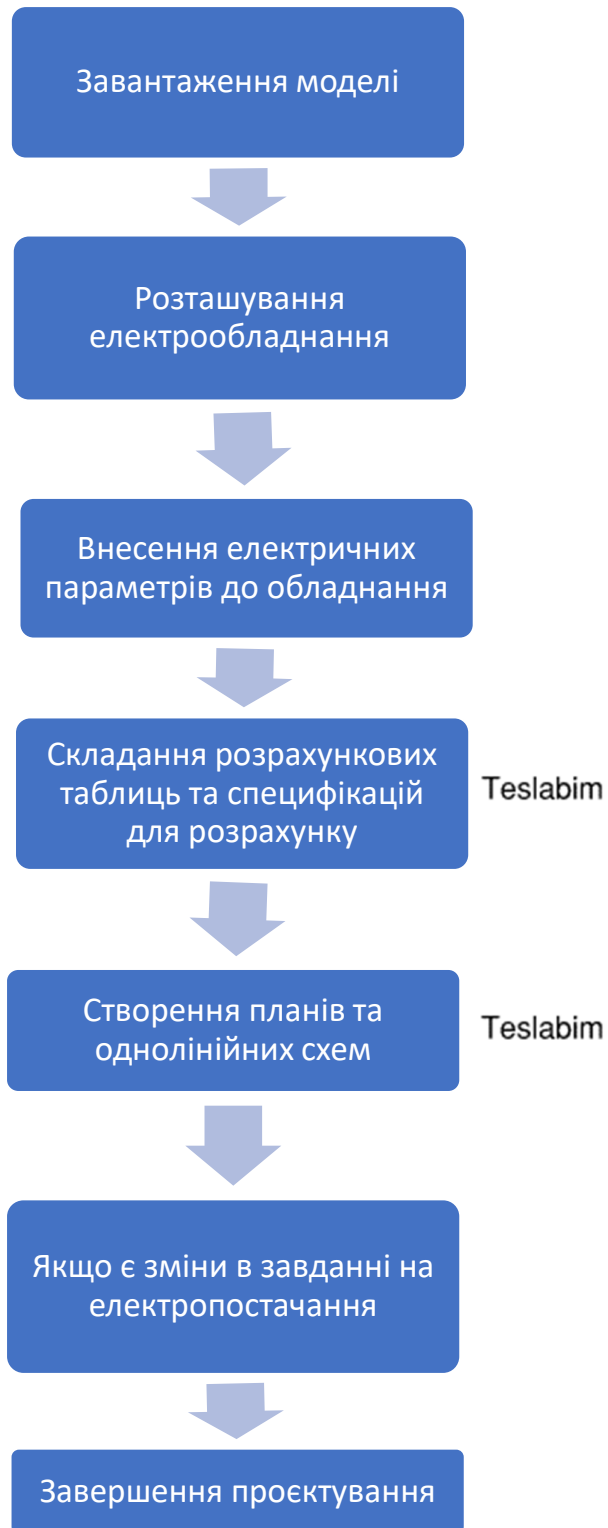 Завантаження моделі
Розташування
електрообладнання
Внесення електричних
параметрів до обладнання
Складання розрахункових
таблиць та специфікацій
для розрахунку
Teslabim
Створення планів та
однолінійних схем
Teslabim
Якщо є зміни в завданні на
електропостачання
Завершення проєктування